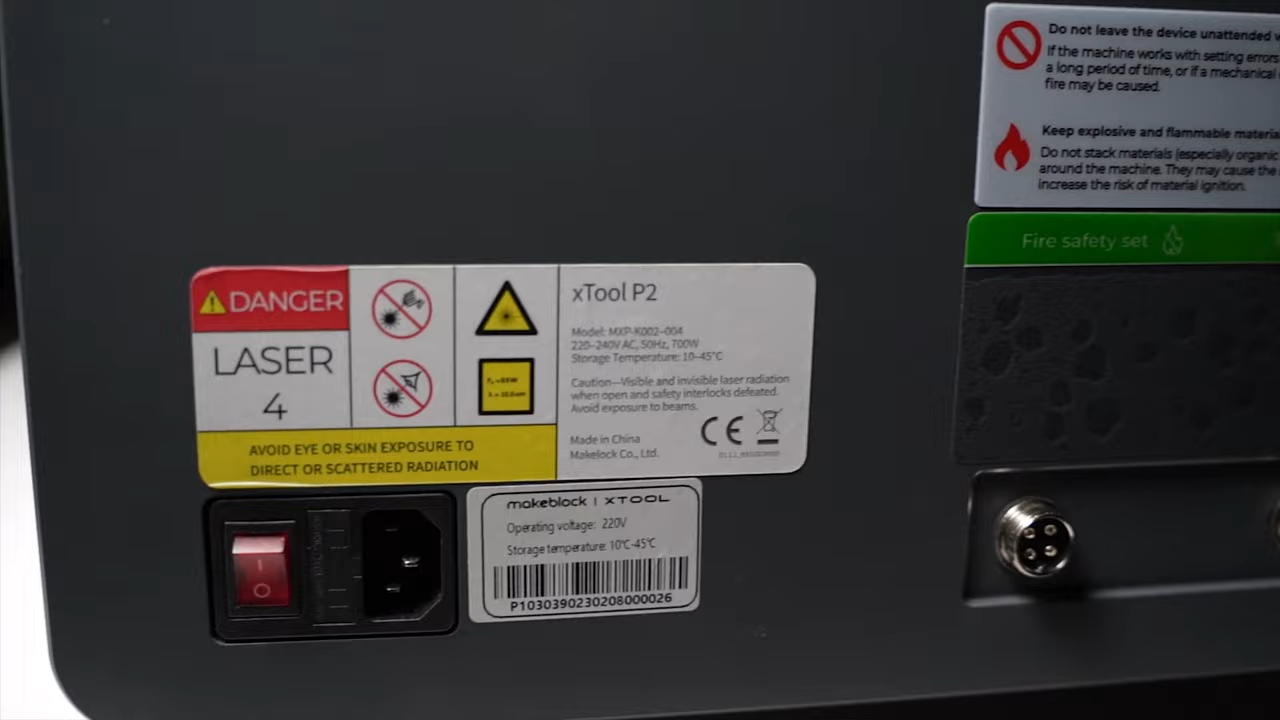 Do not leave the device unattended
If the machine works with setting errors
a long period of time, or if a mechanical
fire may be caused.
Keep explosive and flammable
Do not stack materials (especially organic
around the machine. They may cause the
increase the risk of material ignition.
Fire safety set
DANGER
LASER
4
AVOID EYE OR SKIN EXPOSURE TO
DIRECT OR SCATTERED RADIATION
xTool P2
Model: MXP-K002-004
220-240V AC, 50Hz, 700W
Storage Temperature: 10-45°C
Caution—Visible and invisible laser radiation
when open and safety interlocks defeated.
Avoid exposure to beams.
Made in China
Makelock Co., Ltd.
CE
makeblock | XTOOL
Operating voltage: 220V
Storage temperature: 10℃-45℃
P1030390230208000026